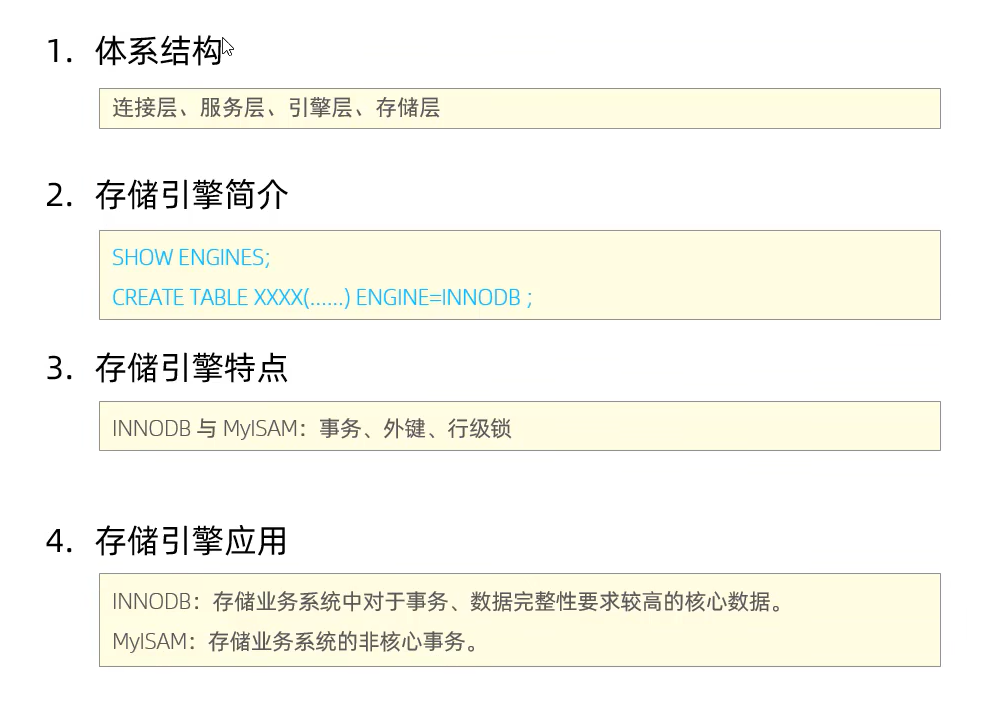 1. 体系结构
连接层、服务层、引擎层、存储层
2. 存储引擎简介
SHOW ENGINES;
CREATE TABLE XXXX(......) ENGINE=INNODB ;
3. 存储引擎特点
INNODB 与 MyISAM：事务、外键、行级锁
4. 存储引擎应用
INNODB：存储业务系统中对于事务、数据完整性要求较高的核心数据。
MyISAM：存储业务系统的非核心事务。